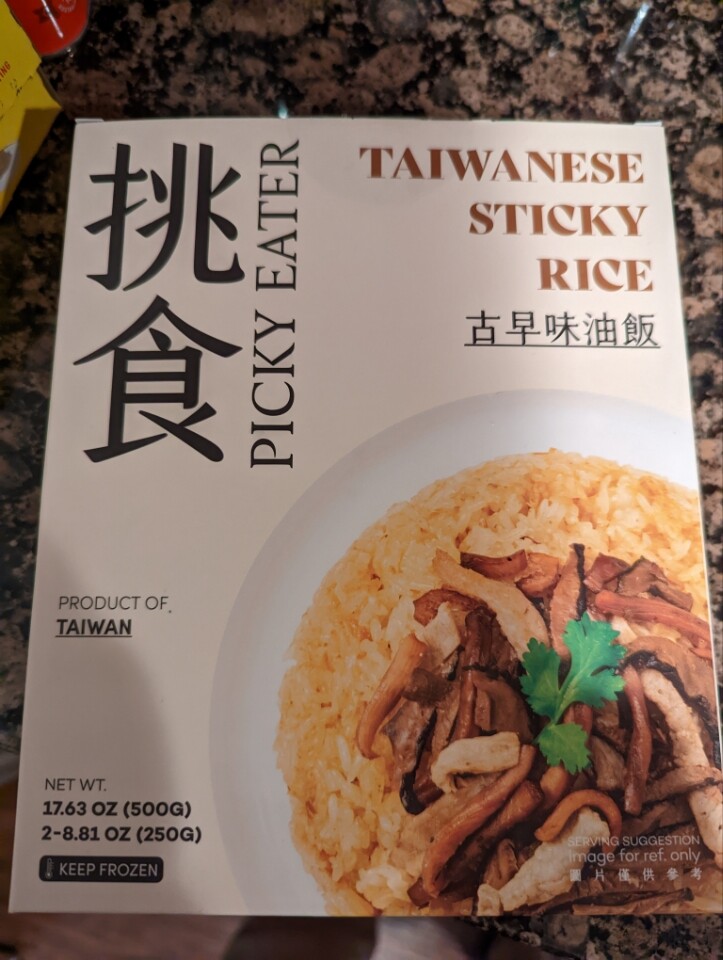 挑食
PICKY EATER
TAIWANESE
STICKY
RICE
古早味油飯
PRODUCT OF
TAIWAN
NET WT.
17.63 OZ (500G)
2-8.81 OZ (250G)
KEEP FROZEN
SERVING SUGGESTION
image for ref. only
圖片僅供參考